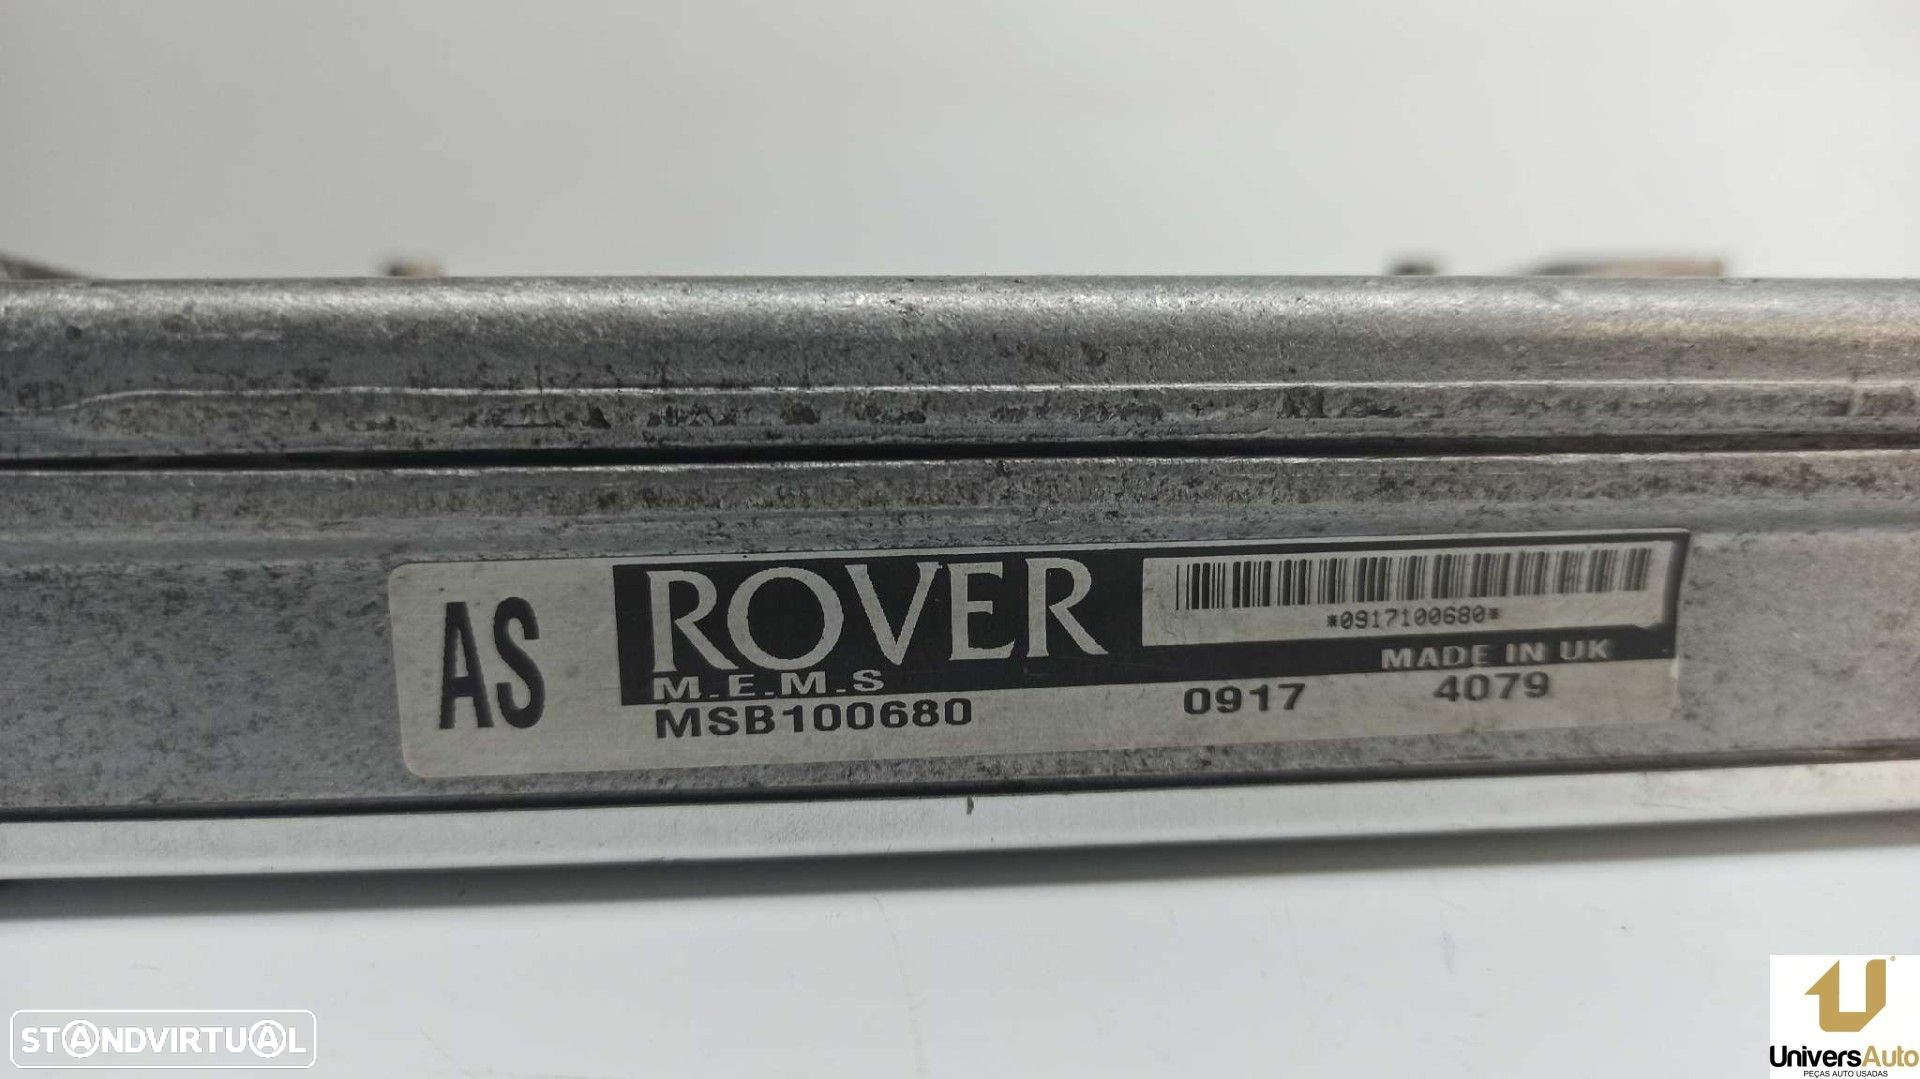 AS
ROVER
*0917100680*
MADE IN UK
M.E.M.S
MSB100680 0917 4079
STANDVIRTUAL
UniversAuto
PEÇAS AUTO USADAS